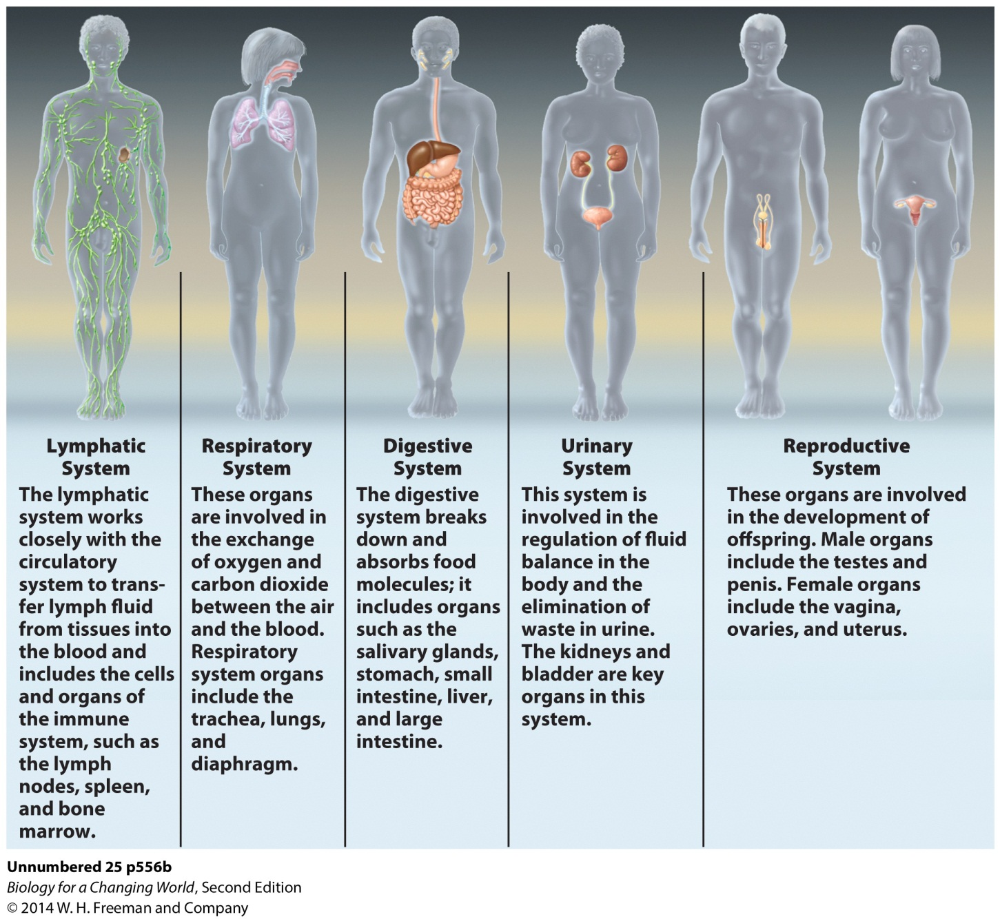 Lymphatic
System
The lymphatic
system works
closely with the
circulatory
system to trans-
fer lymph fluid
from tissues into
the blood and
includes the cells
and organs of
the immune
system, such as
the lymph
nodes, spleen,
and bone
marrow.
Respiratory
System
These organs
are involved in
the exchange
of oxygen and
carbon dioxide
between the air
and the blood.
Respiratory
system organs
include the
trachea, lungs,
and
diaphragm.
Digestive
System
The digestive
system breaks
down and
absorbs food
molecules; it
includes organs
such as the
salivary glands,
stomach, small
intestine, liver,
and large
intestine.
Urinary
System
This system is
involved in the
regulation of fluid
balance in the
body and the
elimination of
waste in urine.
The kidneys and
bladder are key
organs in this
system.
Reproductive
System
These organs are involved
in the development of
offspring. Male organs
include the testes and
penis. Female organs
include the vagina,
ovaries, and uterus.
Unnumbered 25 p556b
Biology for a Changing World, Second Edition
© 2014 W. H. Freeman and Company